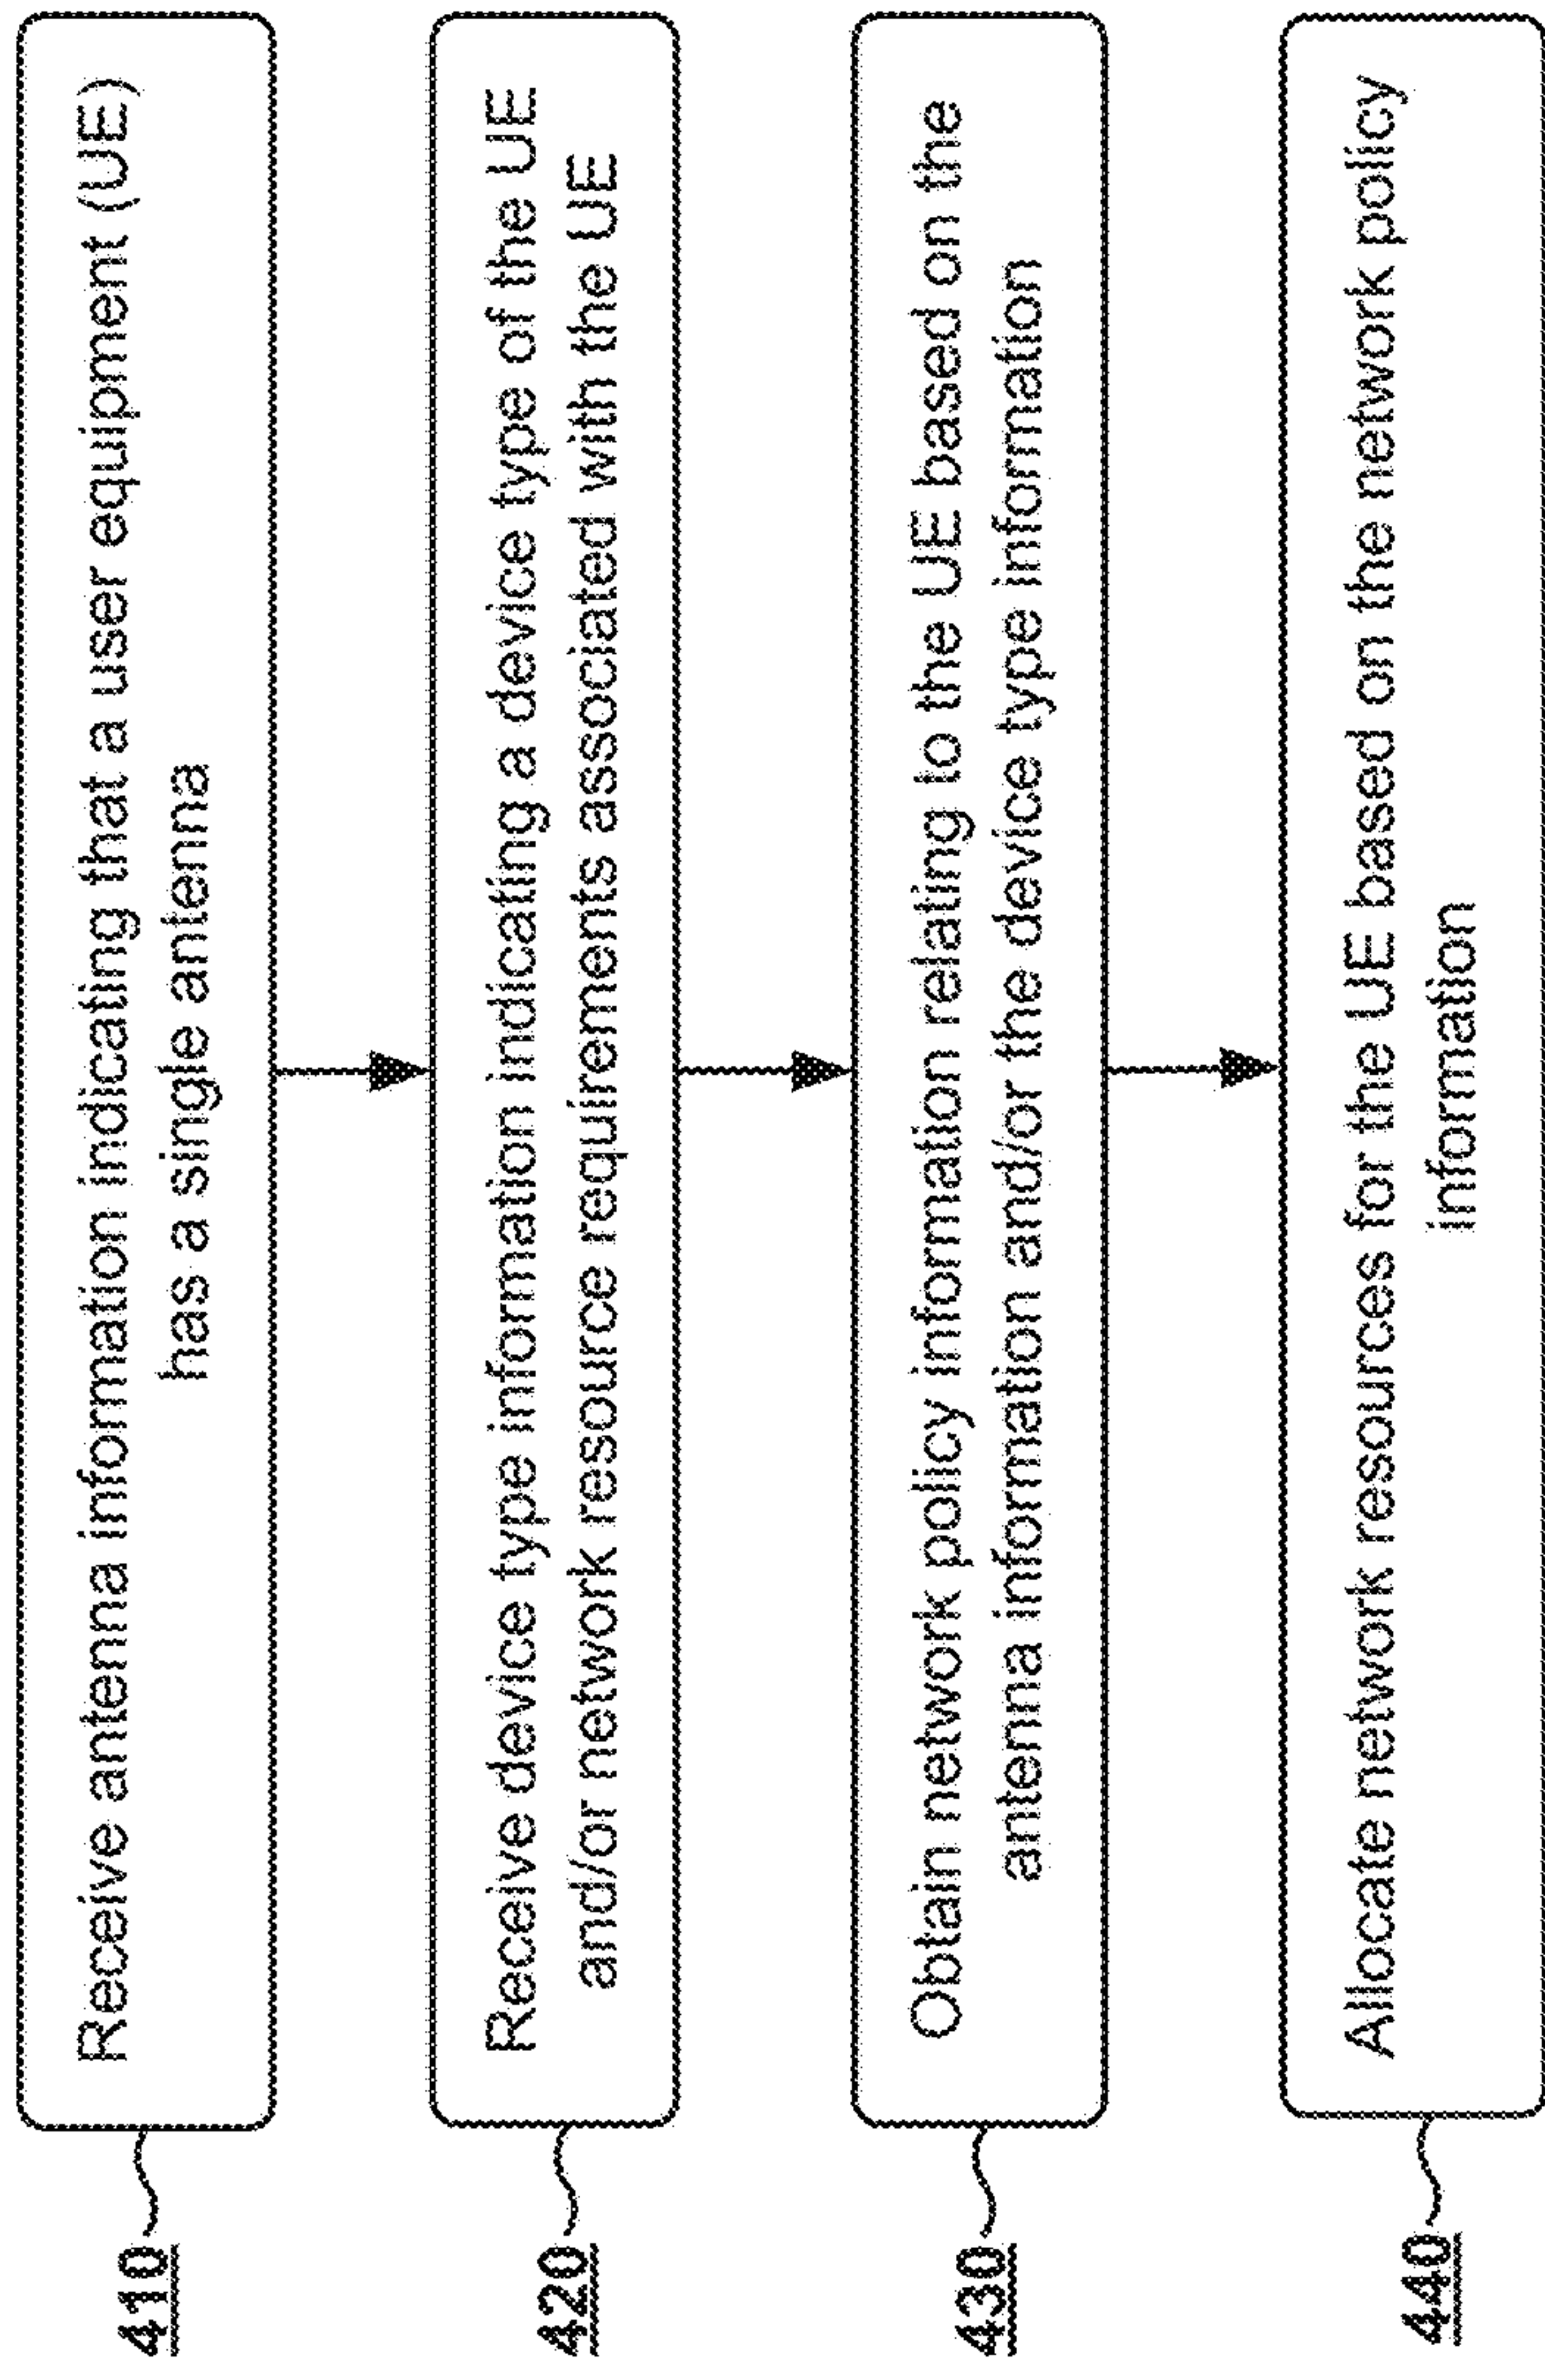 410
Receive antenna information indicating that a user equipment (UE)
has a single antenna
420
Receive device type information indicating a device type of the UE
and/or network resource requirements associated with the UE
430
Obtain network policy information relating to the UE based on the
antenna information and/or the device type information
440
Allocate network resources for the UE based on the network policy
information